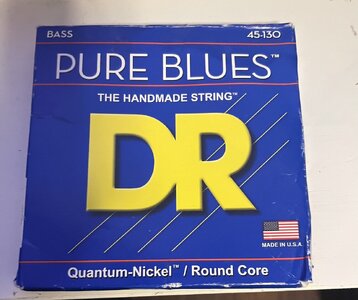 BASS 45-130
PURE BLUES™
THE HANDMADE STRING™
DR
MADE IN U.S.A.
Quantum-Nickel™ / Round Core